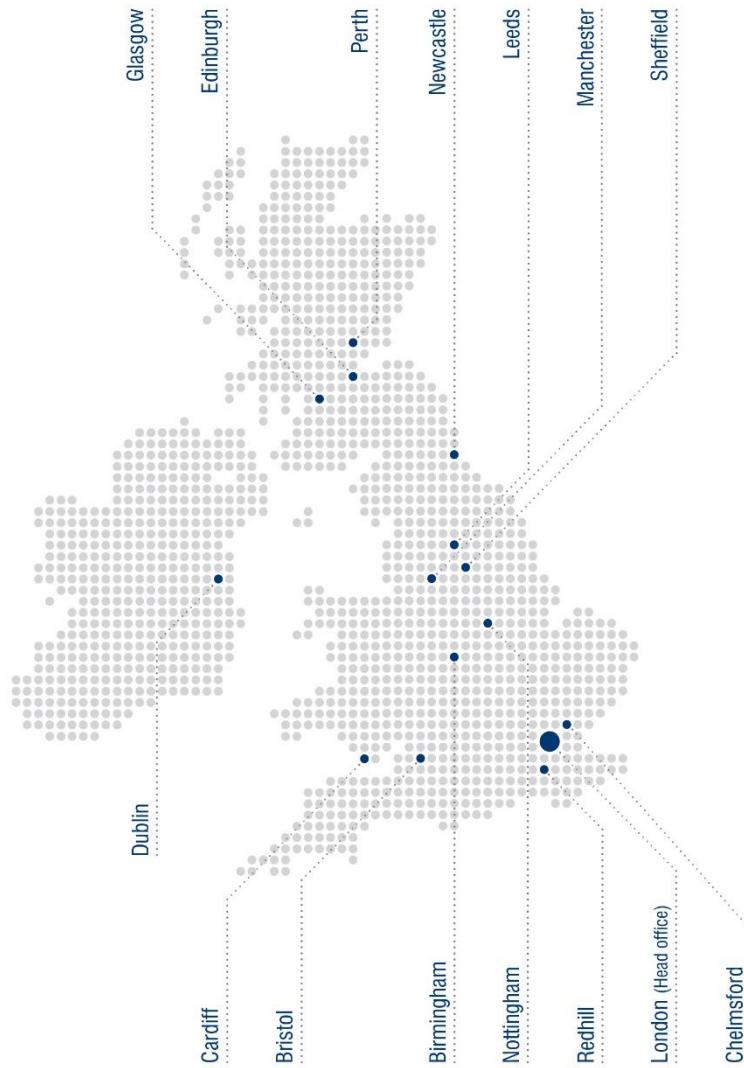 Glasgow
Edinburgh
Perth
Newcastle
Leeds
Manchester
Sheffield
Dublin
Cardiff
Bristol
Birmingham
Nottingham
Redhill
London (Head office)
Chelmsford